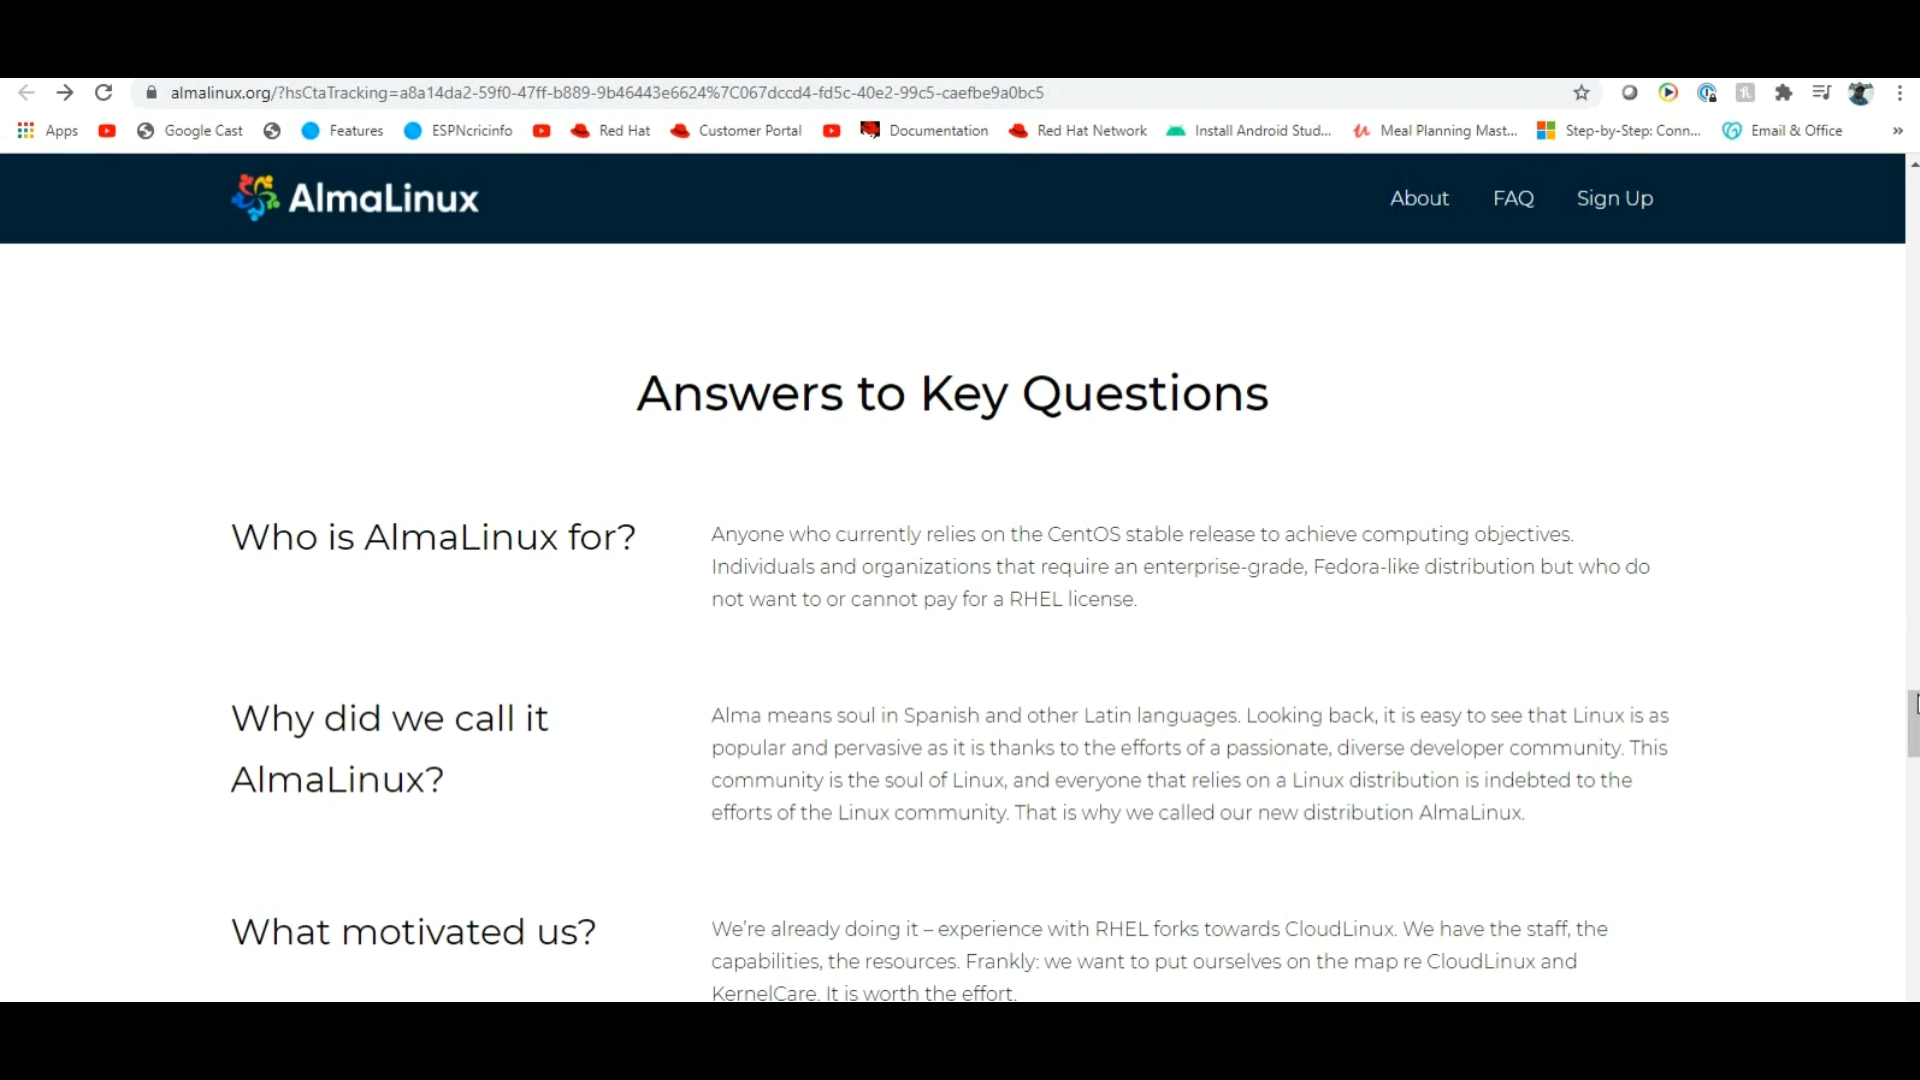 almalinux.org/?hsCtaTracking=a8a14da2-59f0-47ff-b889-9b46443e6624%7C067dccd4-fd5c-40e2-99c5-caefbe9a0bc5
Apps Google Cast Features ESPNcricinfo Red Hat Customer Portal Documentation Red Hat Network Install Android Stud... Meal Planning Mast... Step-by-Step: Conn... Email & Office »
AlmaLinux About FAQ Sign Up
Answers to Key Questions
Who is AlmaLinux for?
Anyone who currently relies on the CentOS stable release to achieve computing objectives.
Individuals and organizations that require an enterprise-grade, Fedora-like distribution but who do
not want to or cannot pay for a RHEL license.
Why did we call it
AlmaLinux?
Alma means soul in Spanish and other Latin languages. Looking back, it is easy to see that Linux is as
popular and pervasive as it is thanks to the efforts of a passionate, diverse developer community. This
community is the soul of Linux, and everyone that relies on a Linux distribution is indebted to the
efforts of the Linux community. That is why we called our new distribution AlmaLinux.
What motivated us?
We're already doing it – experience with RHEL forks towards CloudLinux. We have the staff, the
capabilities, the resources. Frankly: we want to put ourselves on the map re CloudLinux and
KernelCare. It is worth the effort.